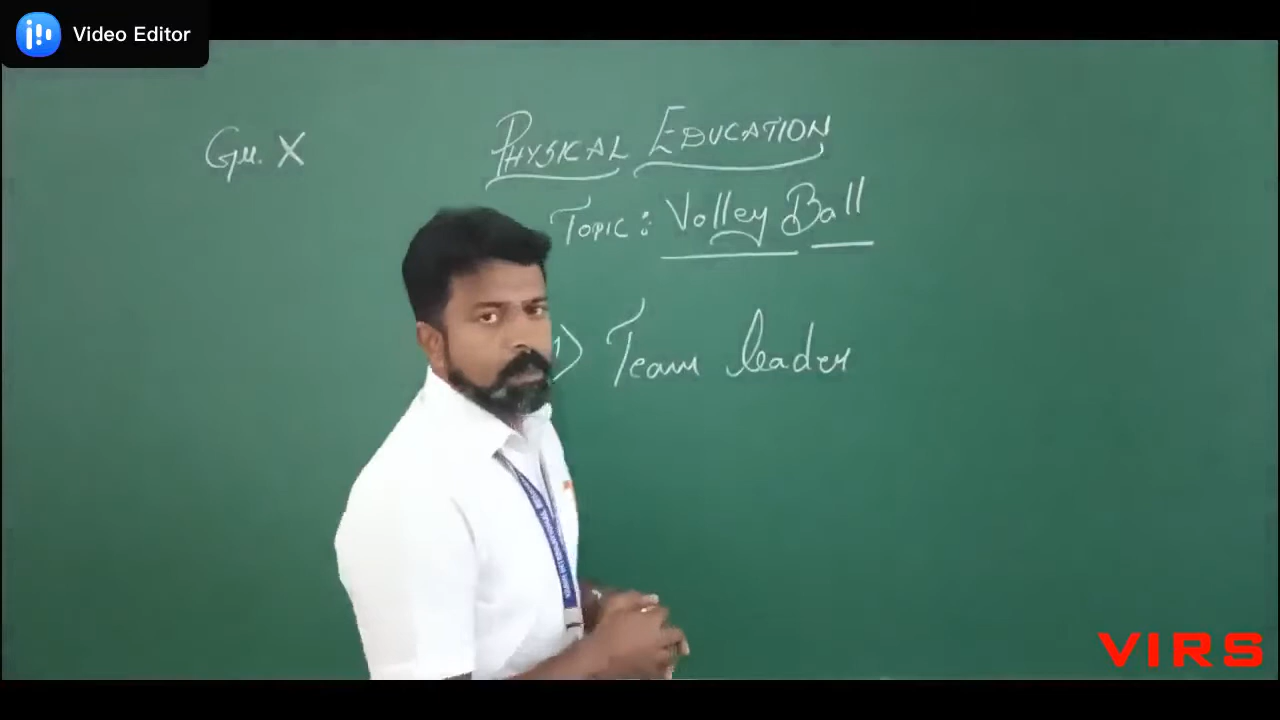 Video Editor
Gr. X
PHYSICAL EDUCATION
TOPIC: Volley Ball
1) Team leader
VIRS